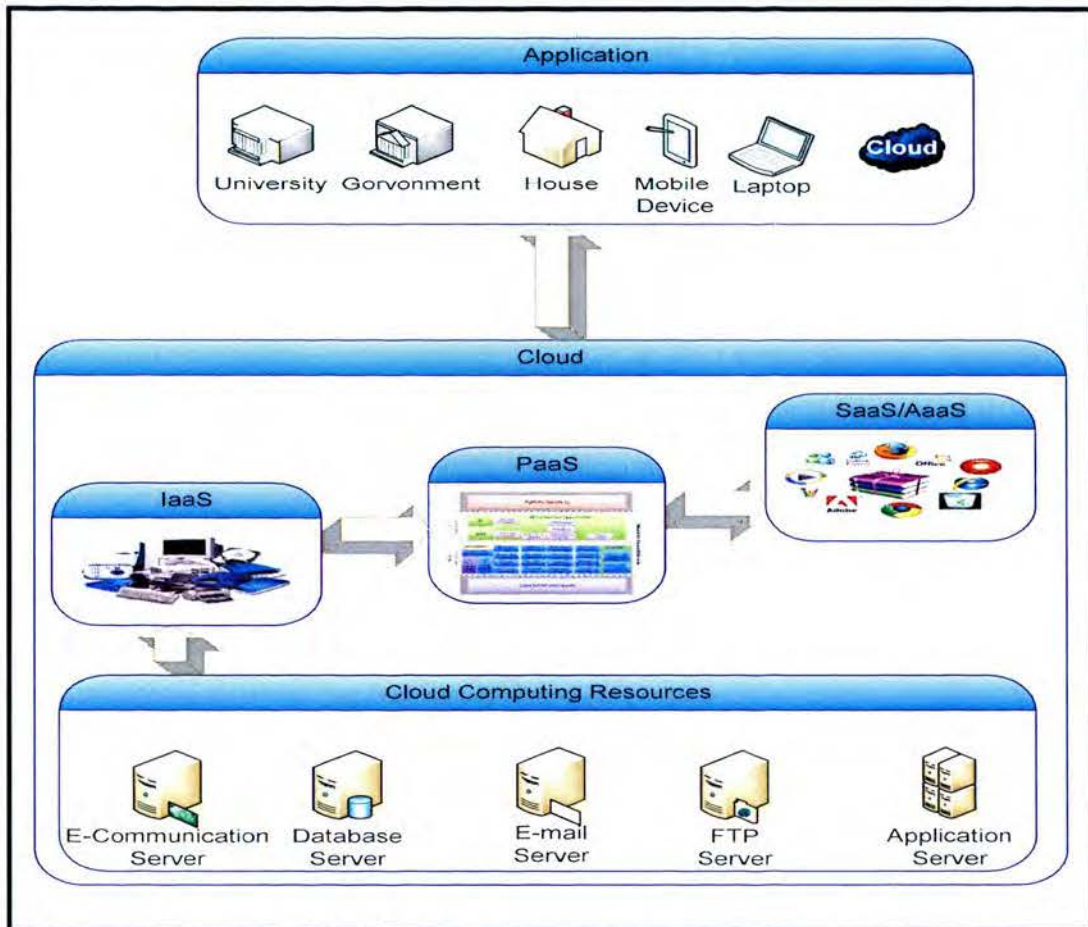 Application
University
Gorvonment
House
Mobile
Device
Laptop
Cloud
Cloud
SaaS/AaaS
Office
Adobe
PaaS
IaaS
Cloud Computing Resources
E-Communication
Server
Database
Server
E-mail
Server
FTP
Server
Application
Server